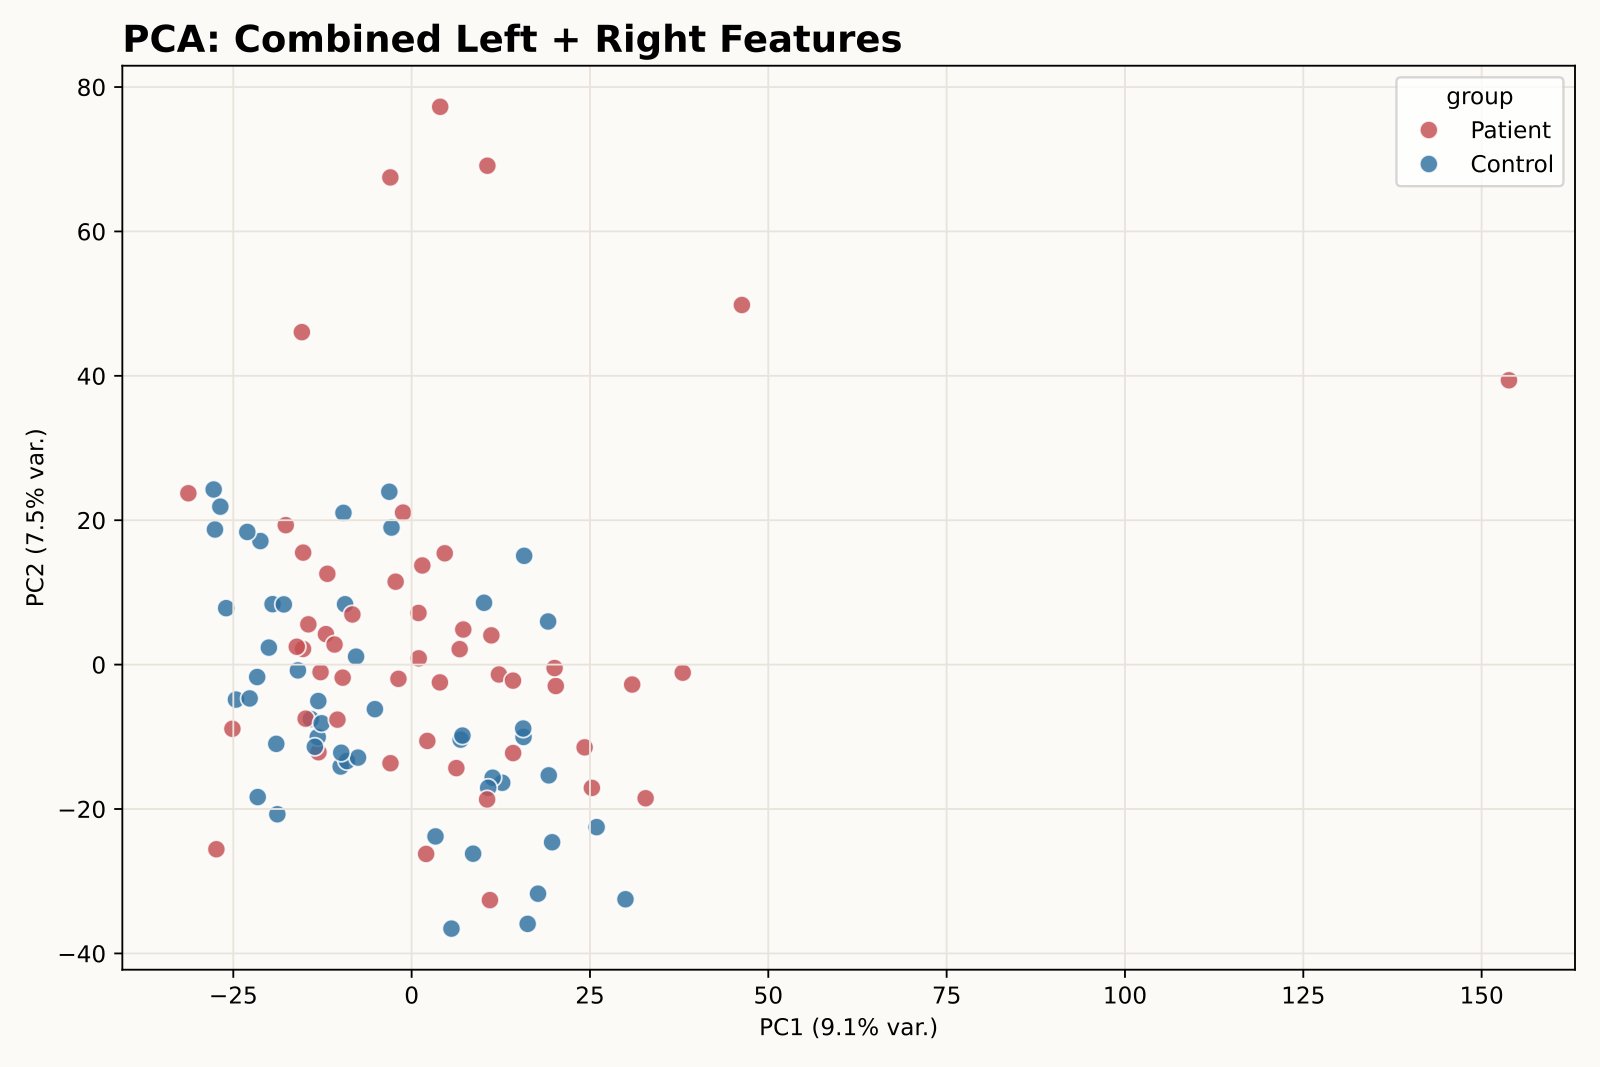 PCA: Combined Left + Right Features
group
Patient
Control
80
60
40
20
0
−20
−40
PC2 (7.5% var.)
−25 0 25 50 75 100 125 150
PC1 (9.1% var.)